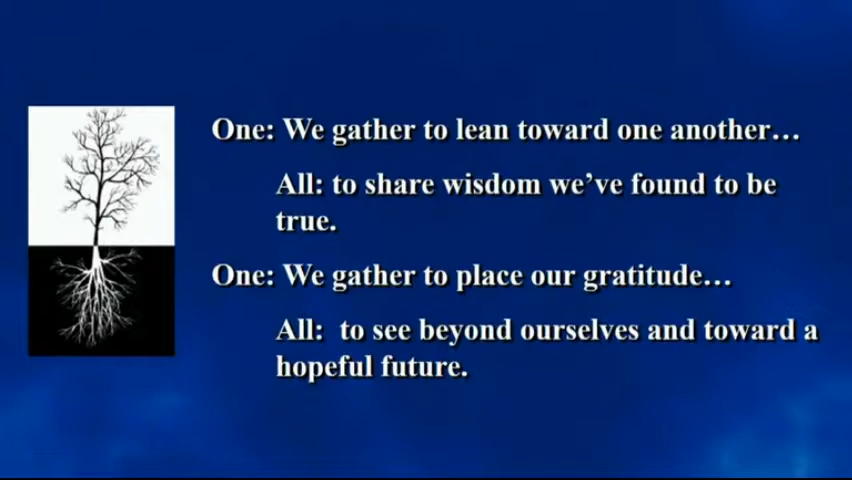 One: We gather to lean toward one another…
All: to share wisdom we’ve found to be
true.
One: We gather to place our gratitude…
All:  to see beyond ourselves and toward a
hopeful future.